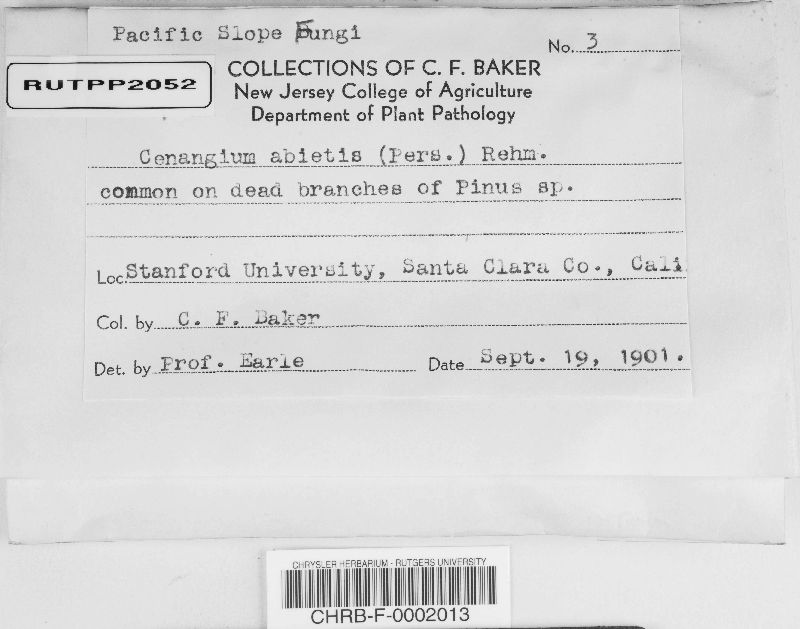 Pacific Slope Fungi
No. 3
RUTPP2052
COLLECTIONS OF C. F. BAKER
New Jersey College of Agriculture
Department of Plant Pathology
Cenangium abietis (Pers.) Rehm.
common on dead branches of Pinus sp.
Loc. Stanford University, Santa Clara Co., Cali
Col. by C. F. Baker
Det. by Prof. Earle Date Sept. 19, 1901.
CHRYSLER HERBARIUM - RUTGERS UNIVERSITY
CHRB-F-0002013